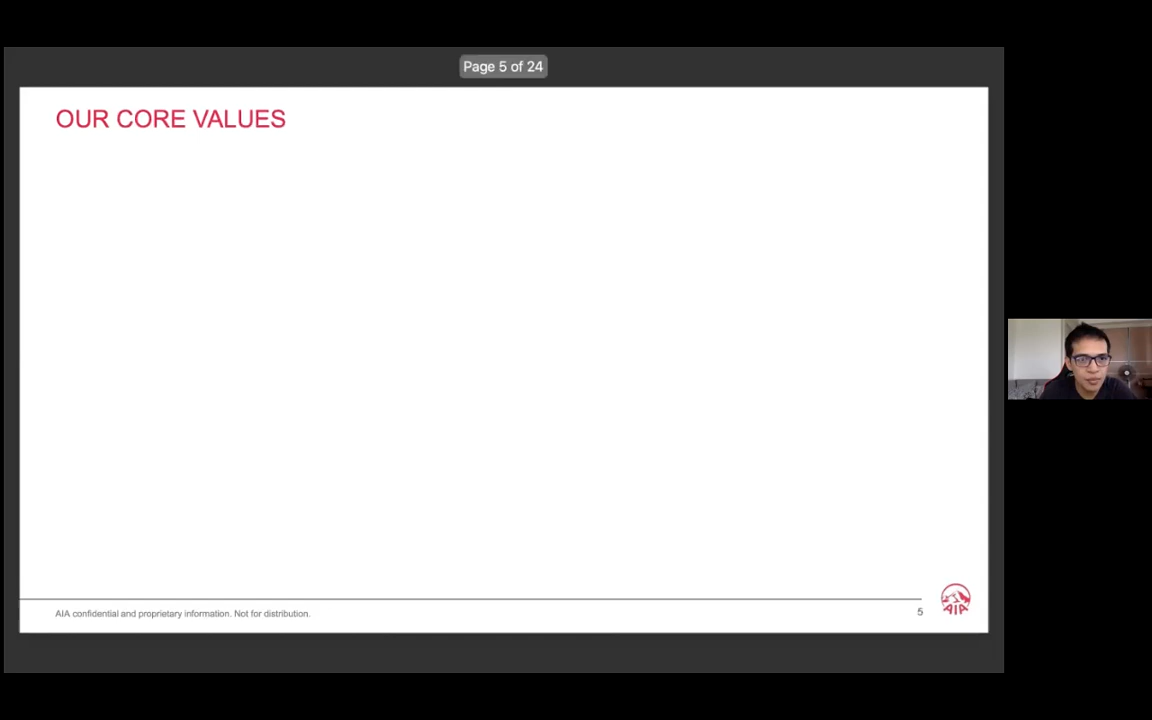 Page 5 of 24
OUR CORE VALUES
AIA confidential and proprietary information. Not for distribution.
5
AIA